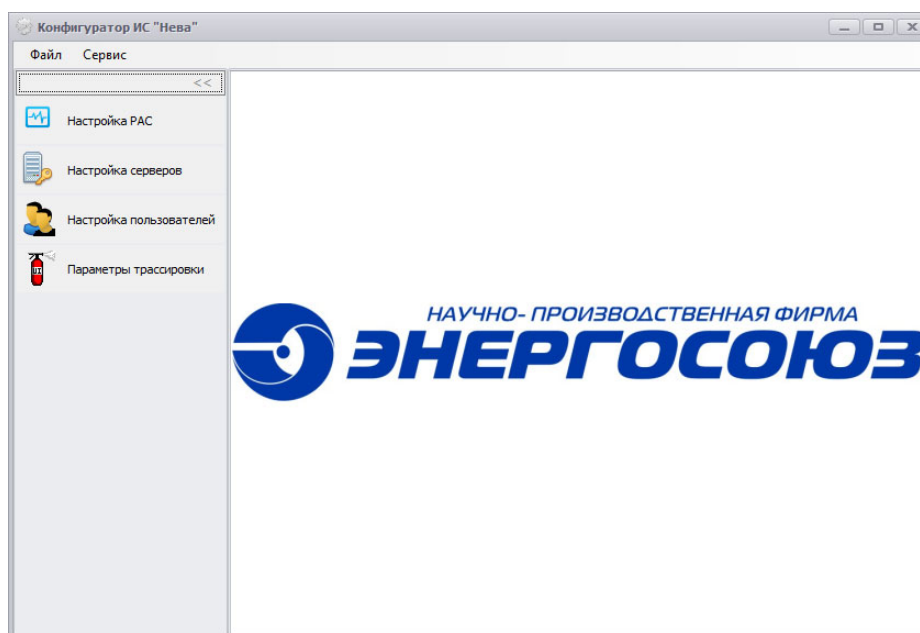 Конфигуратор ИС "Нева"
Файл Сервис
<<
Настройка РАС
Настройка серверов
Настройка пользователей
Параметры трассировки
НАУЧНО- ПРОИЗВОДСТВЕННАЯ ФИРМА
ЭНЕРГОСОЮЗ